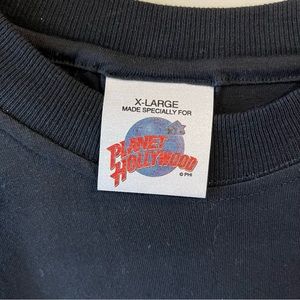 X-LARGE
MADE SPECIALLY FOR
PLANET
HOLLYWOOD
© PHI